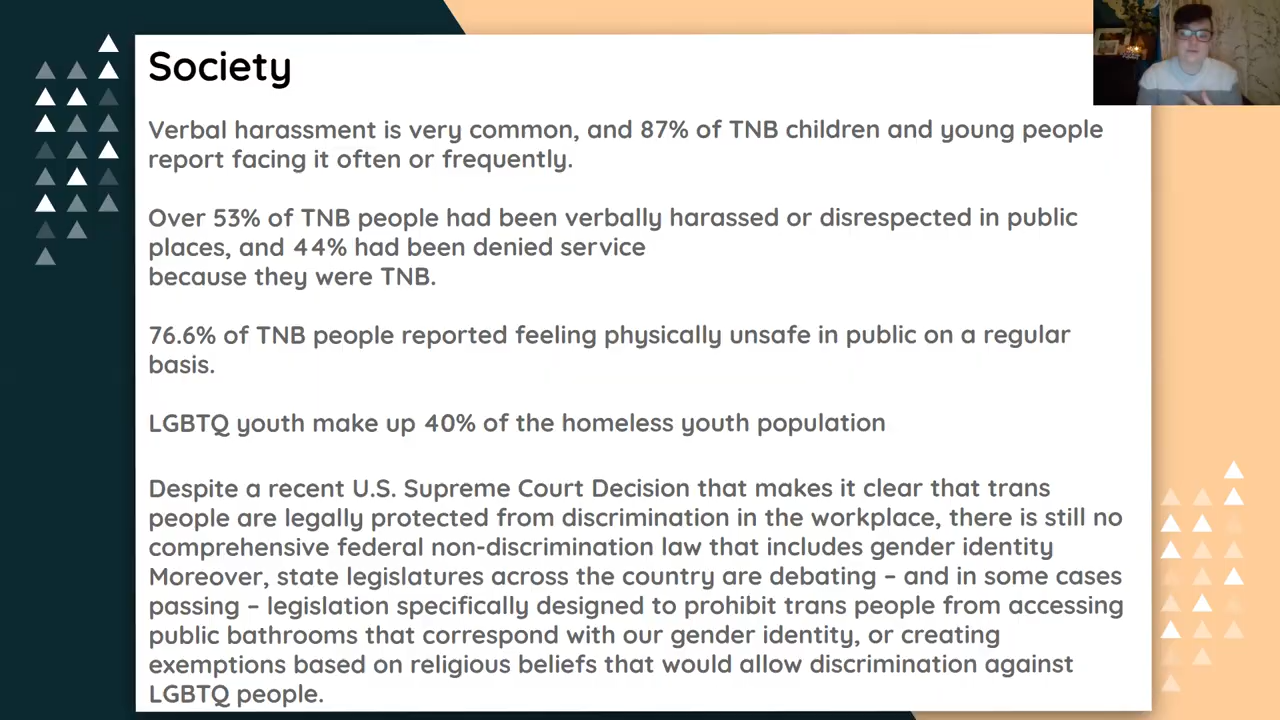 Society
Verbal harassment is very common, and 87% of TNB children and young people
report facing it often or frequently.
Over 53% of TNB people had been verbally harassed or disrespected in public
places, and 44% had been denied service
because they were TNB.
76.6% of TNB people reported feeling physically unsafe in public on a regular
basis.
LGBTQ youth make up 40% of the homeless youth population
Despite a recent U.S. Supreme Court Decision that makes it clear that trans
people are legally protected from discrimination in the workplace, there is still no
comprehensive federal non-discrimination law that includes gender identity
Moreover, state legislatures across the country are debating – and in some cases
passing – legislation specifically designed to prohibit trans people from accessing
public bathrooms that correspond with our gender identity, or creating
exemptions based on religious beliefs that would allow discrimination against
LGBTQ people.